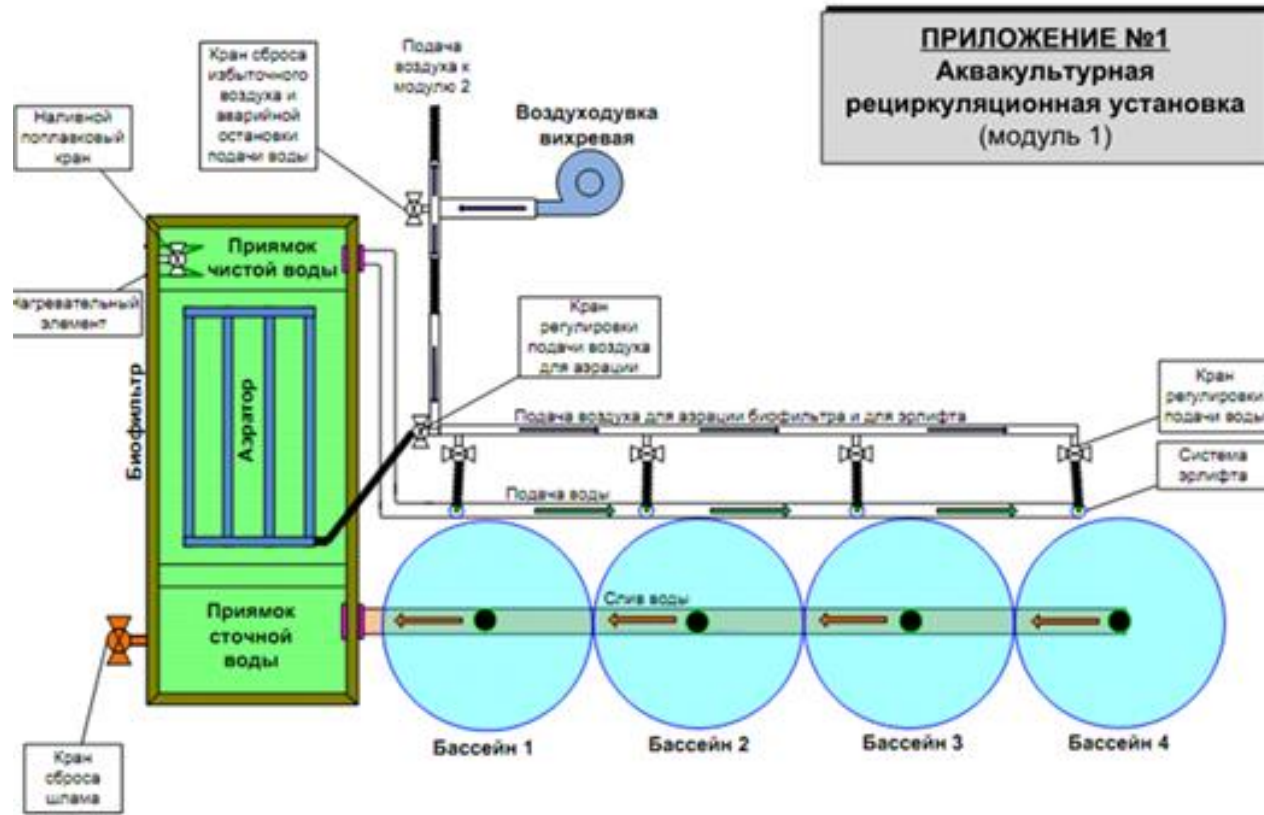 ПРИЛОЖЕНИЕ №1
Аквакультурная
рециркуляционная установка
(модуль 1)
Кран сброса
избыточного
воздуха и
аварийной
остановки
подачи воды
Подача
воздуха к
модулю 2
Воздуходувка
вихревая
Наливной
поплавковый
кран
Приямок
чистой воды
Нагревательный
элемент
Кран
регулировки
подачи воздуха
для аэрации
Биофильтр
Аэратор
Подача воздуха для аэрации биофильтра и для эрлифта
Кран
регулировки
подачи воды
Система
эрлифта
Подача воды
Слив воды
Приямок
сточной
воды
Бассейн 1
Бассейн 2
Бассейн 3
Бассейн 4
Кран
сброса
шлама